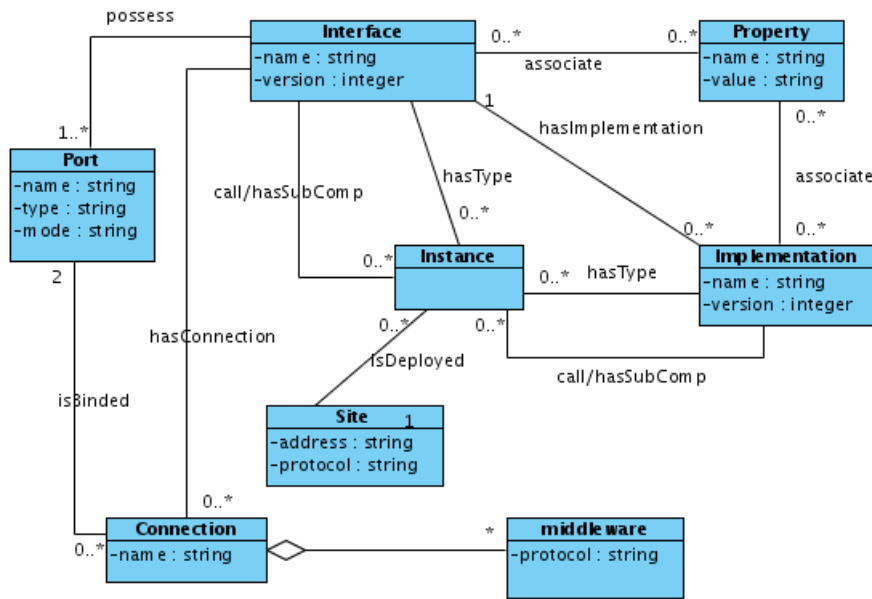 possess
Interface
-name : string
-version : integer
0..*
0..*
associate
Property
-name : string
-value : string
1
0..*
hasImplementation
1..*
Port
-name : string
-type : string
-mode : string
call/hasSubComp
hasType
associate
0..*
0..*
0..*
0..*
Instance
0..*
hasType
Implementation
-name : string
-version : integer
2
0..*
0..*
hasConnection
isDeployed
call/hasSubComp
isBinded
Site
1
-address : string
-protocol : string
0..*
Connection
-name : string
0..*
*
middleware
-protocol : string